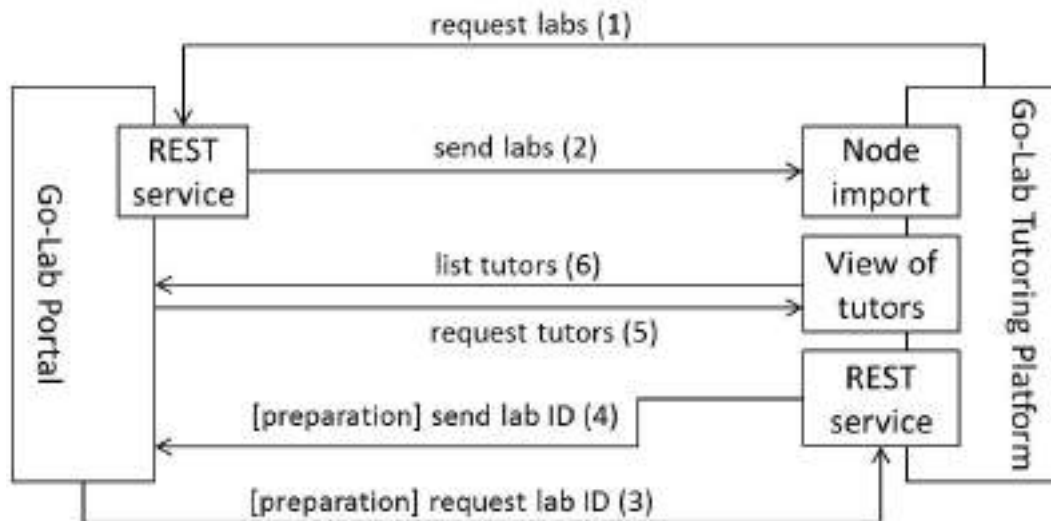 request labs (1)
REST
service
send labs (2)
Node
import
Go-Lab Portal
Go-Lab Tutoring Platform
list tutors (6)
View of
tutors
request tutors (5)
REST
service
[preparation] send lab ID (4)
[preparation] request lab ID (3)